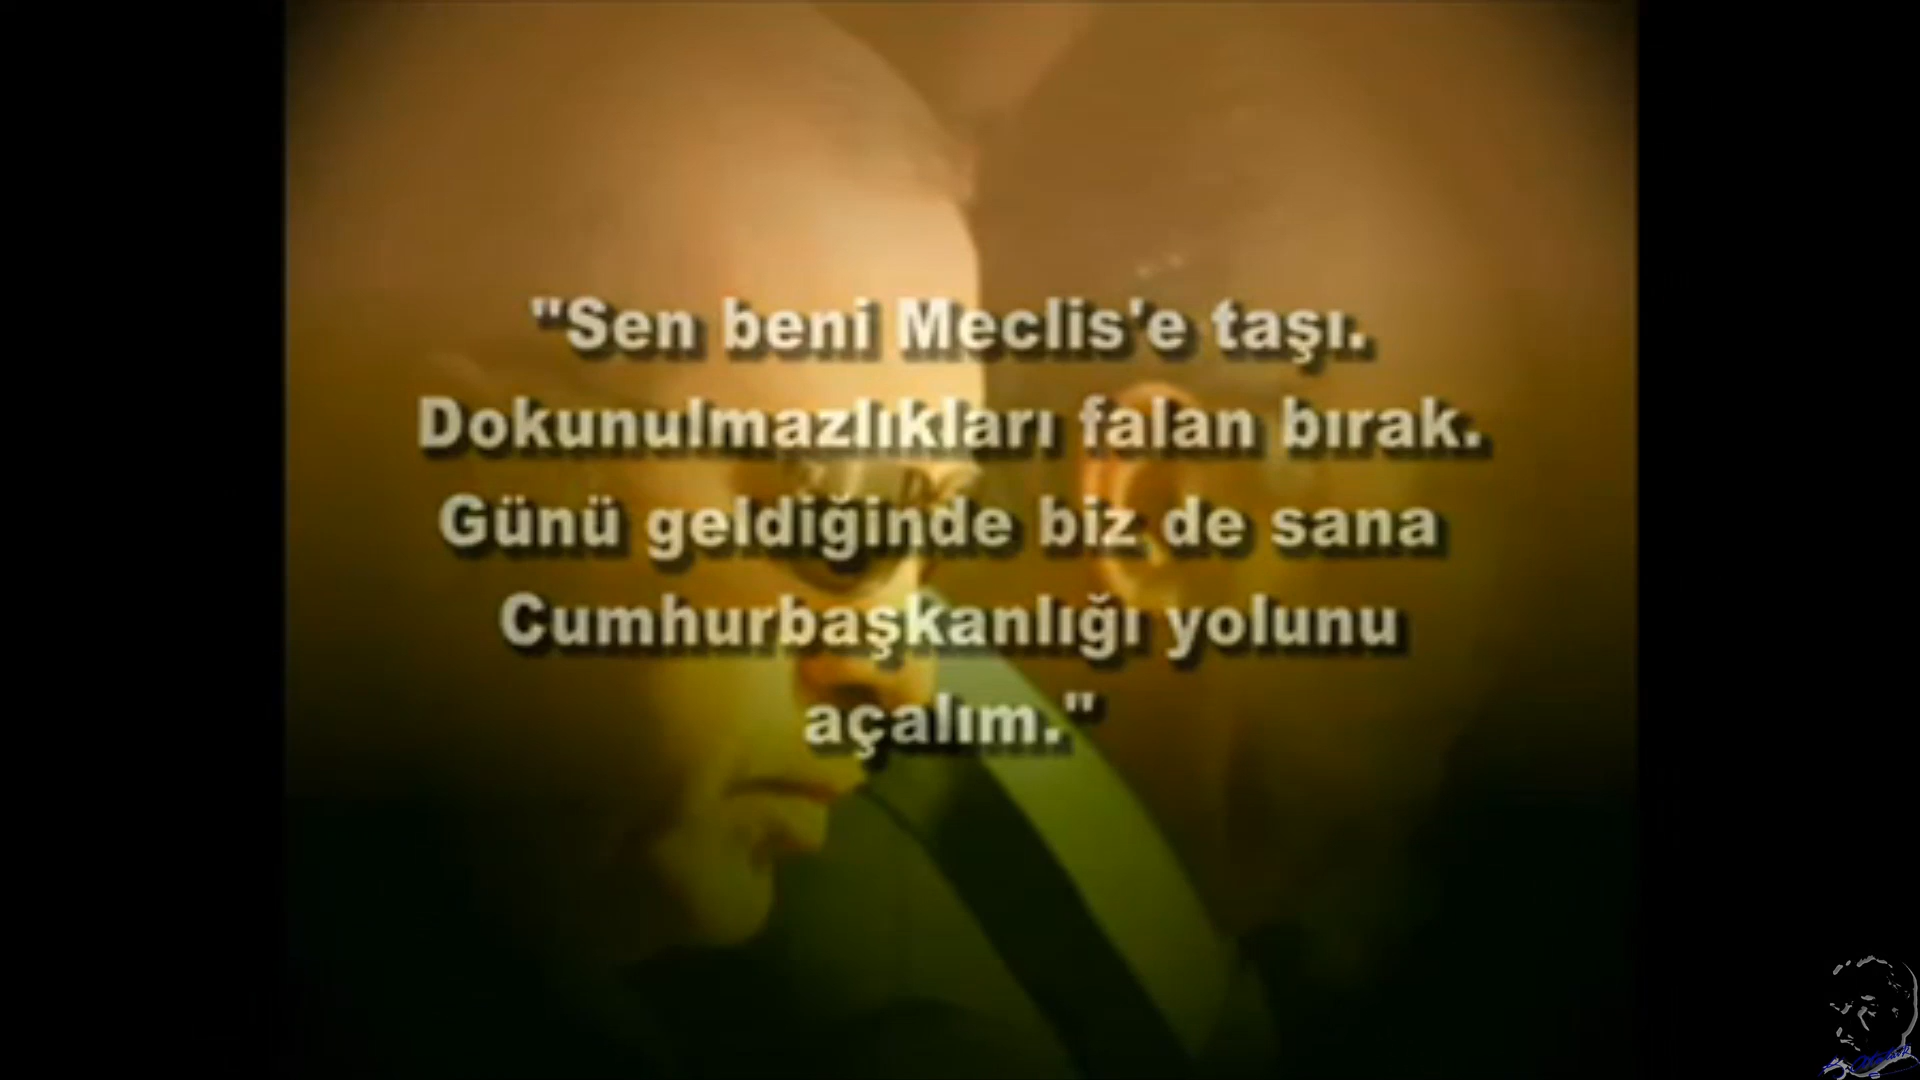 "Sen beni Meclis'e taşı.
Dokunulmazlıkları falan bırak.
Günü geldiğinde biz de sana
Cumhurbaşkanlığı yolunu
açalım."